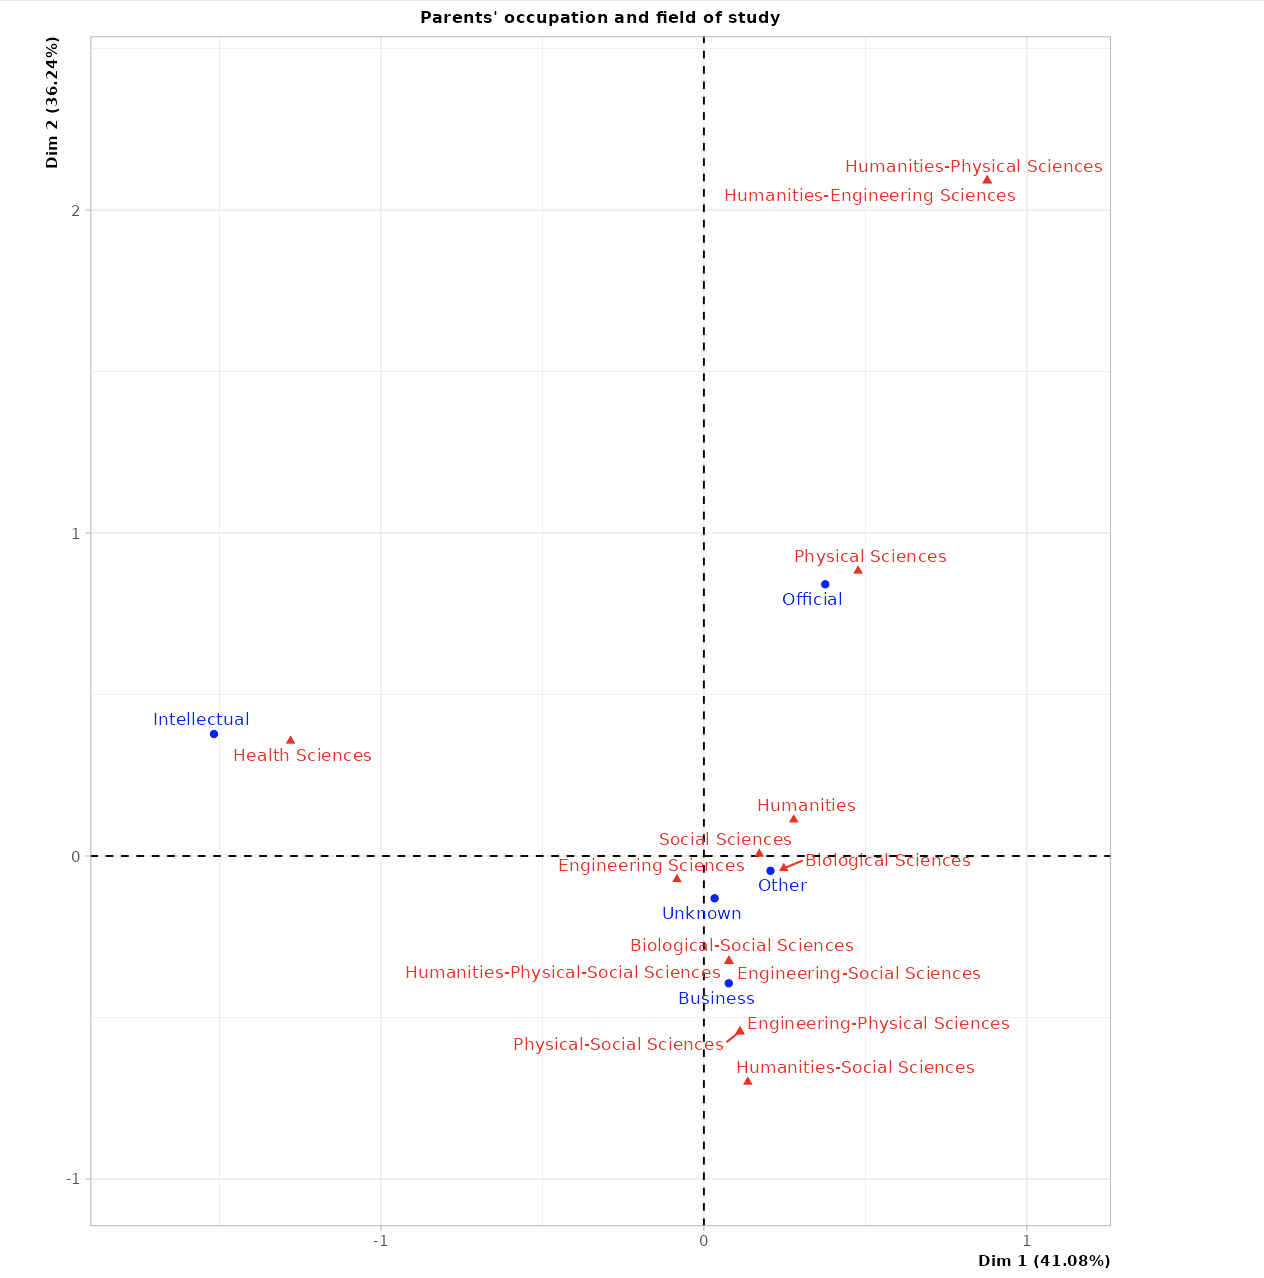 Parents' occupation and field of study
Dim 2 (36.24%)
Humanities-Physical Sciences
Humanities-Engineering Sciences
2
1
Physical Sciences
Official
Intellectual
Health Sciences
Humanities
Social Sciences
0
Biological Sciences
Engineering Sciences
Other
Unknown
Biological-Social Sciences
Humanities-Physical-Social Sciences
Engineering-Social Sciences
Business
Engineering-Physical Sciences
Physical-Social Sciences
Humanities-Social Sciences
-1
-1
0
1
Dim 1 (41.08%)